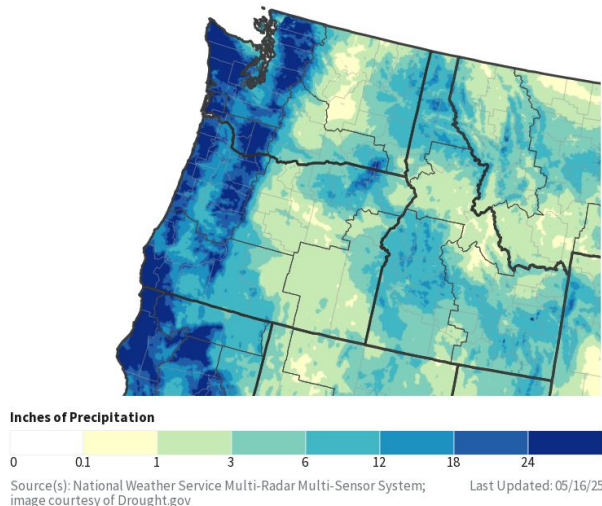 Inches of Precipitation
0 0.1 1 3 6 12 18 24
Source(s): National Weather Service Multi-Radar Multi-Sensor System; Last Updated: 05/16/25
image courtesy of Drought.gov